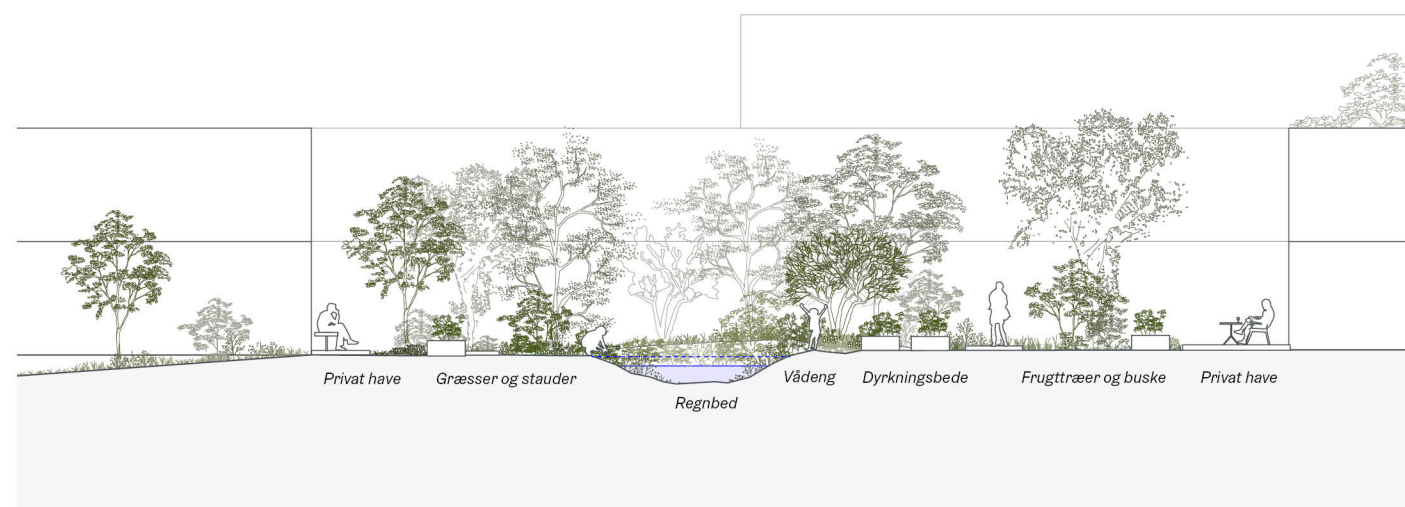 Privat have
Græsser og stauder
Regnbed
Vådeng
Dyrkningsbede
Frugttræer og buske
Privat have